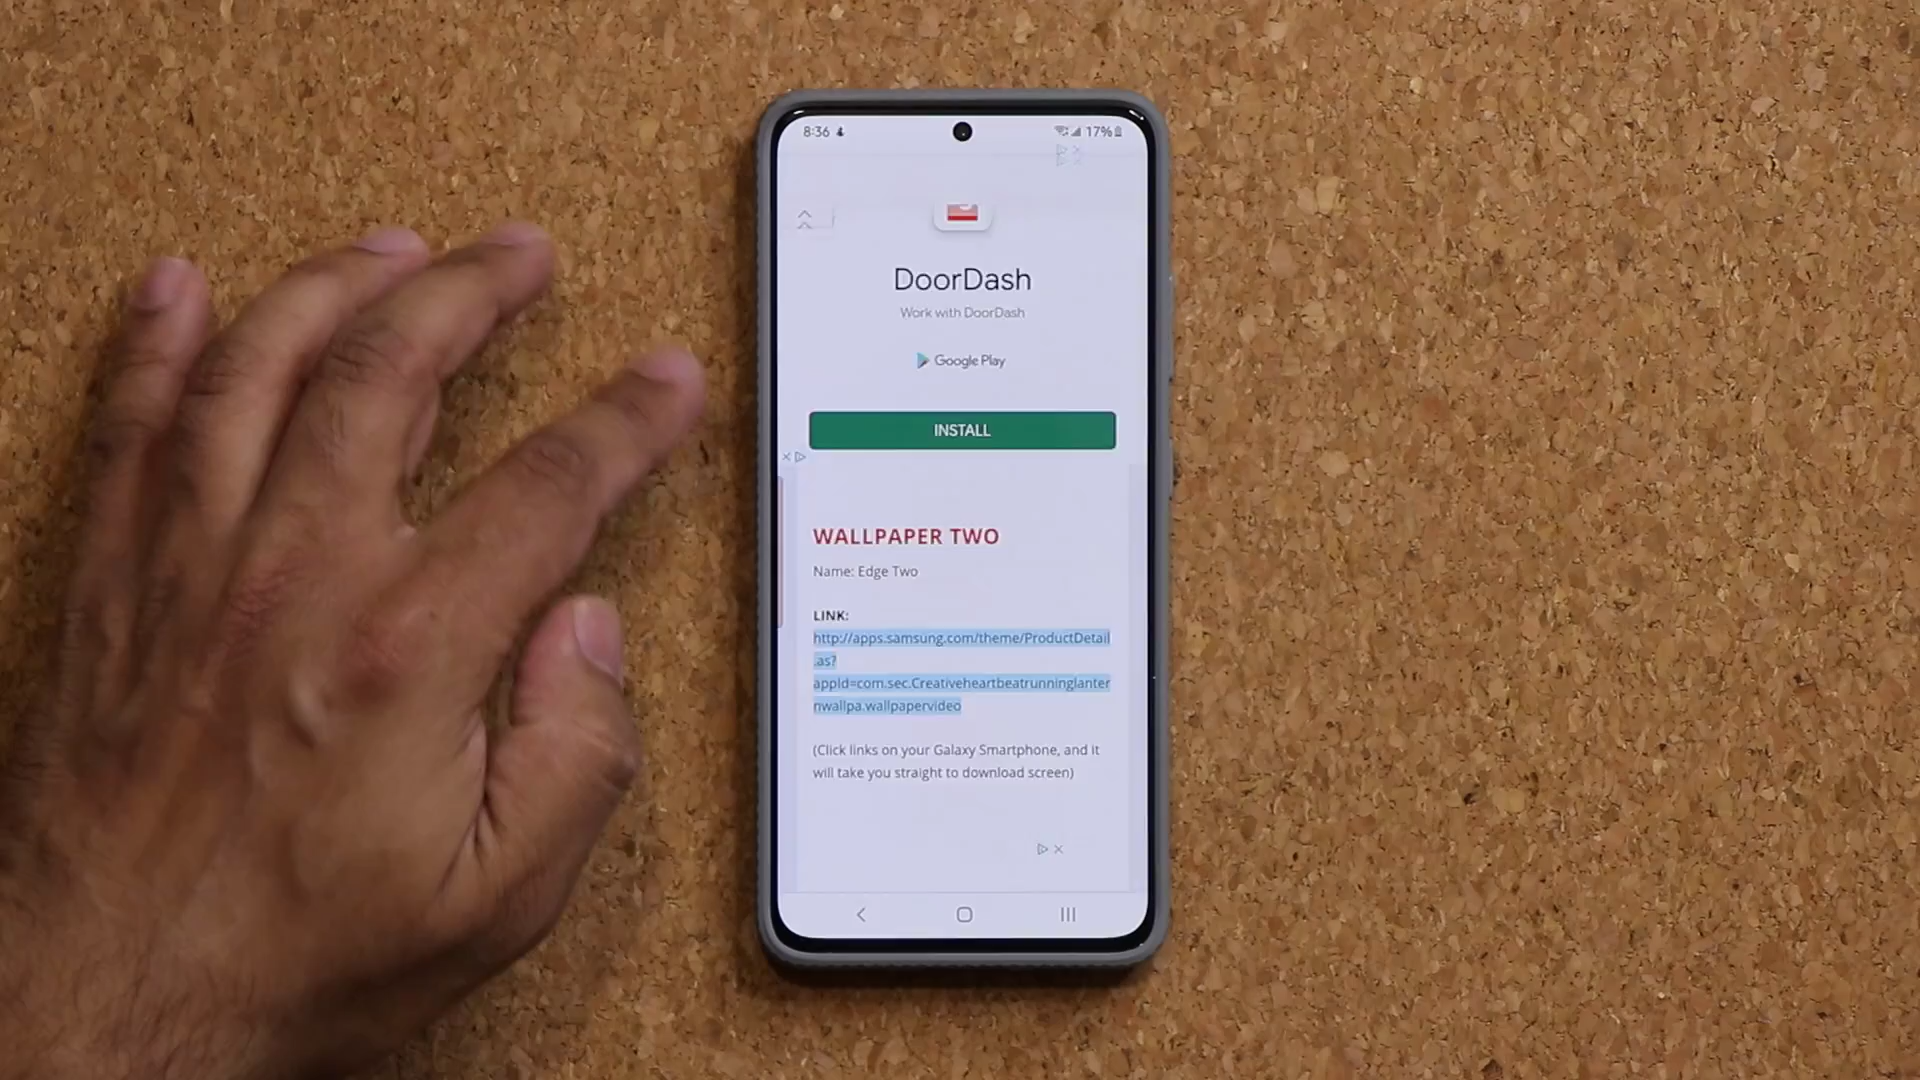 8:36 17%
DoorDash
Work with DoorDash
Google Play
INSTALL
WALLPAPER TWO
Name: Edge Two
LINK:
http://apps.samsung.com/theme/ProductDetail
.as?
appId=com.sec.Creativeheartbeatrunninglanter
nwallpa.wallpapervideo
(Click links on your Galaxy Smartphone, and it
will take you straight to download screen)